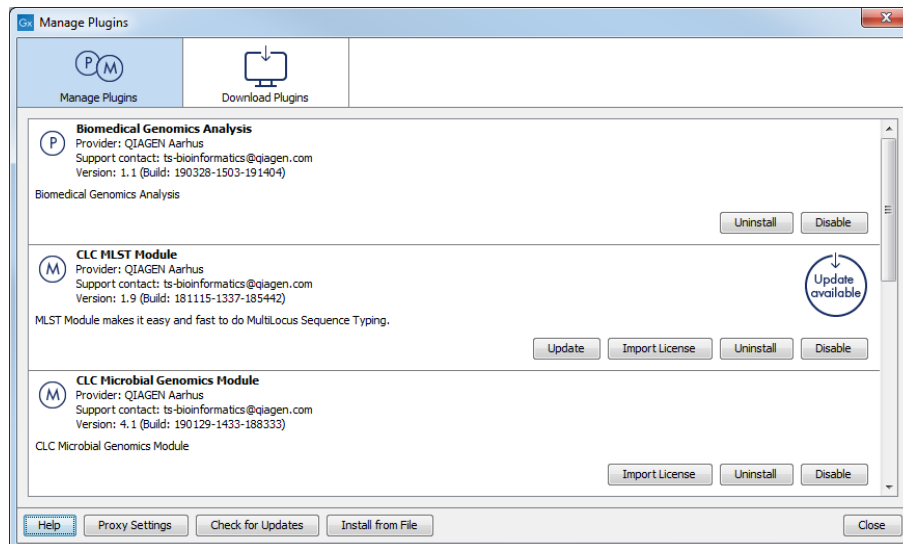 Gx Manage Plugins
P M
Manage Plugins
Download Plugins
P
Biomedical Genomics Analysis
Provider: QIAGEN Aarhus
Support contact: ts-bioinformatics@qiagen.com
Version: 1.1 (Build: 190328-1503-191404)
Biomedical Genomics Analysis
Uninstall
Disable
M
CLC MLST Module
Provider: QIAGEN Aarhus
Support contact: ts-bioinformatics@qiagen.com
Version: 1.9 (Build: 181115-1337-185442)
Update
available
MLST Module makes it easy and fast to do MultiLocus Sequence Typing.
Update
Import License
Uninstall
Disable
M
CLC Microbial Genomics Module
Provider: QIAGEN Aarhus
Support contact: ts-bioinformatics@qiagen.com
Version: 4.1 (Build: 190129-1433-188333)
CLC Microbial Genomics Module
Import License
Uninstall
Disable
Help
Proxy Settings
Check for Updates
Install from File
Close